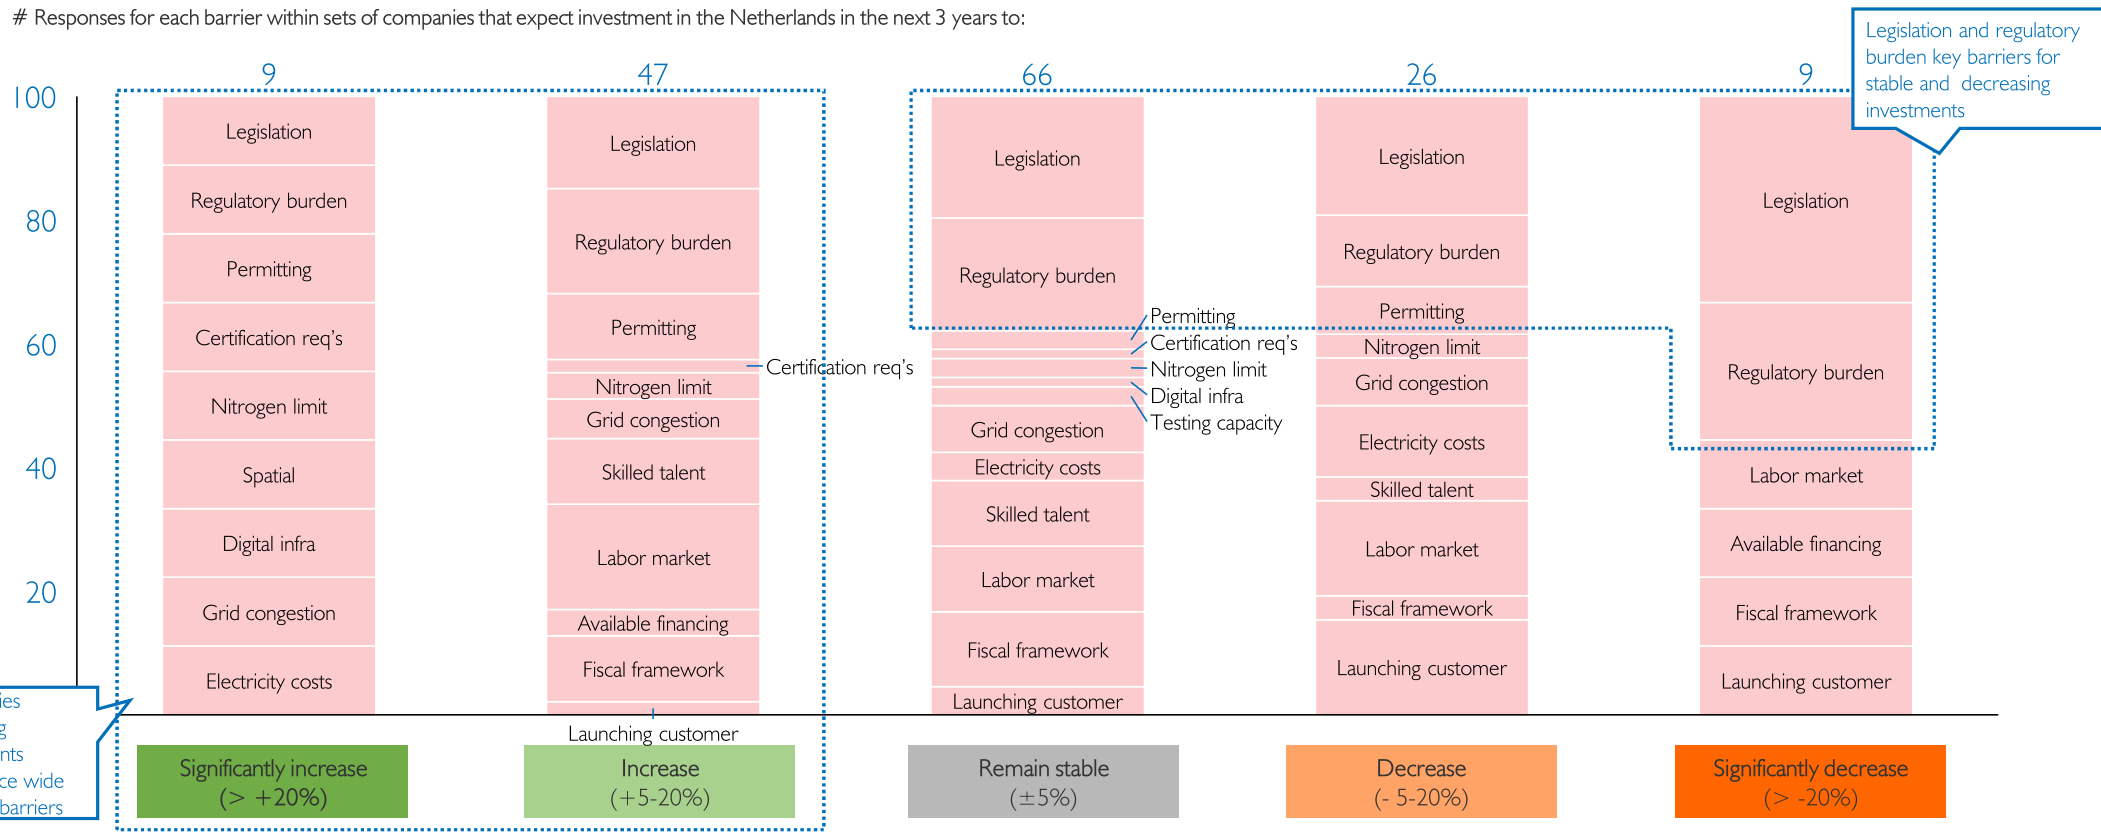 # Responses for each barrier within sets of companies that expect investment in the Netherlands in the next 3 years to:
Legislation and regulatory
burden key barriers for
stable and decreasing
investments
9
47
66
26
9
100
80
60
40
20
Legislation
Regulatory burden
Permitting
Certification req's
Nitrogen limit
Spatial
Digital infra
Grid congestion
Electricity costs
Legislation
Regulatory burden
Permitting
Certification req's
Nitrogen limit
Grid congestion
Skilled talent
Labor market
Available financing
Fiscal framework
Launching customer
Legislation
Regulatory burden
Permitting
Certification req's
Nitrogen limit
Digital infra
Testing capacity
Grid congestion
Electricity costs
Skilled talent
Labor market
Fiscal framework
Launching customer
Legislation
Regulatory burden
Permitting
Nitrogen limit
Grid congestion
Electricity costs
Skilled talent
Labor market
Fiscal framework
Launching customer
Legislation
Regulatory burden
Labor market
Available financing
Fiscal framework
Launching customer
ies
g
nts
ce wide
barriers
Significantly increase
(> +20%)
Increase
(+5-20%)
Remain stable
(±5%)
Decrease
(- 5-20%)
Significantly decrease
(> -20%)